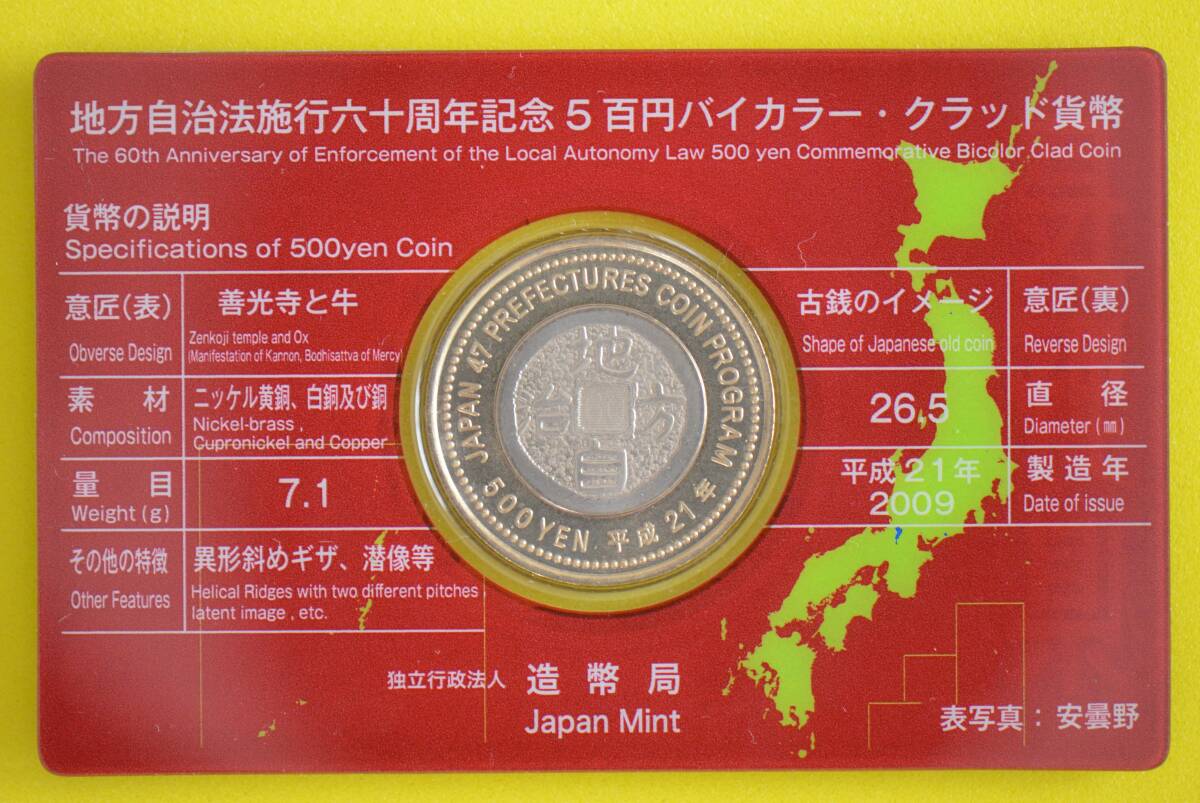 地方自治法施行六十周年記念5百円バイカラー・クラッド貨幣
The 60th Anniversary of Enforcement of the Local Autonomy Law 500 yen Commemorative Bicolor Clad Coin
貨幣の説明
Specifications of 500yen Coin
意匠(表)
Obverse Design
善光寺と牛
Zenkoji temple and Ox
(Manifestation of Kannon, Bodhisattva of Mercy)
素 材
Composition
ニッケル黄銅、白銅及び銅
Nickel-brass,
Cupronickel and Copper
量 目
Weight (g)
7.1
その他の特徴
Other Features
異形斜めギザ、潜像等
Helical Ridges with two different pitches,
latent image, etc.
JAPAN 47 PREFECTURES COIN PROGRAM
地方自治
500 YEN 平成21年
古銭のイメージ
Shape of Japanese old coin
意匠(裏)
Reverse Design
26.5
直 径
Diameter (㎜)
平成21年
2009
製造年
Date of issue
独立行政法人 造幣局
Japan Mint
表写真:安曇野